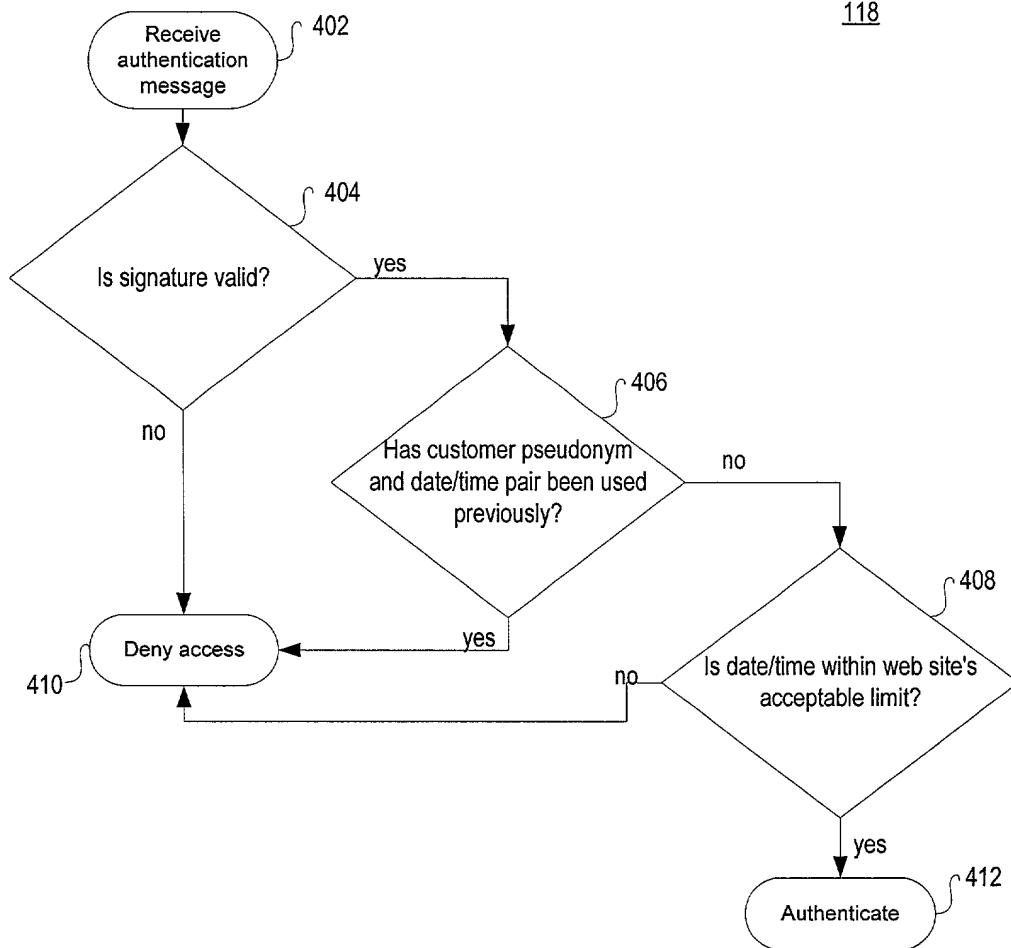 118
Receive
authentication
message
402
404
Is signature valid?
yes
no
406
Has customer pseudonym
and date/time pair been used
previously?
no
yes
408
Is date/time within web site's
acceptable limit?
no
yes
Deny access
410
Authenticate
412